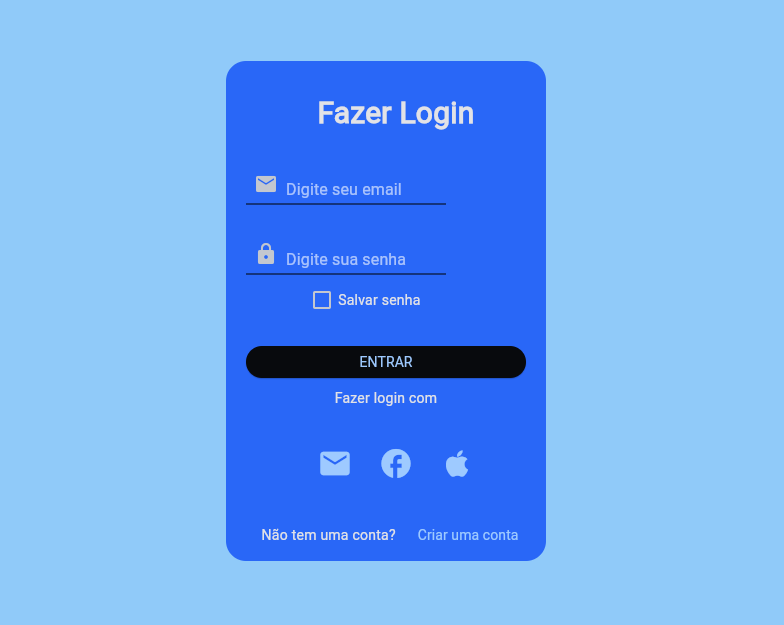 Fazer Login
Digite seu email
Digite sua senha
Salvar senha
ENTRAR
Fazer login com
Não tem uma conta? Criar uma conta